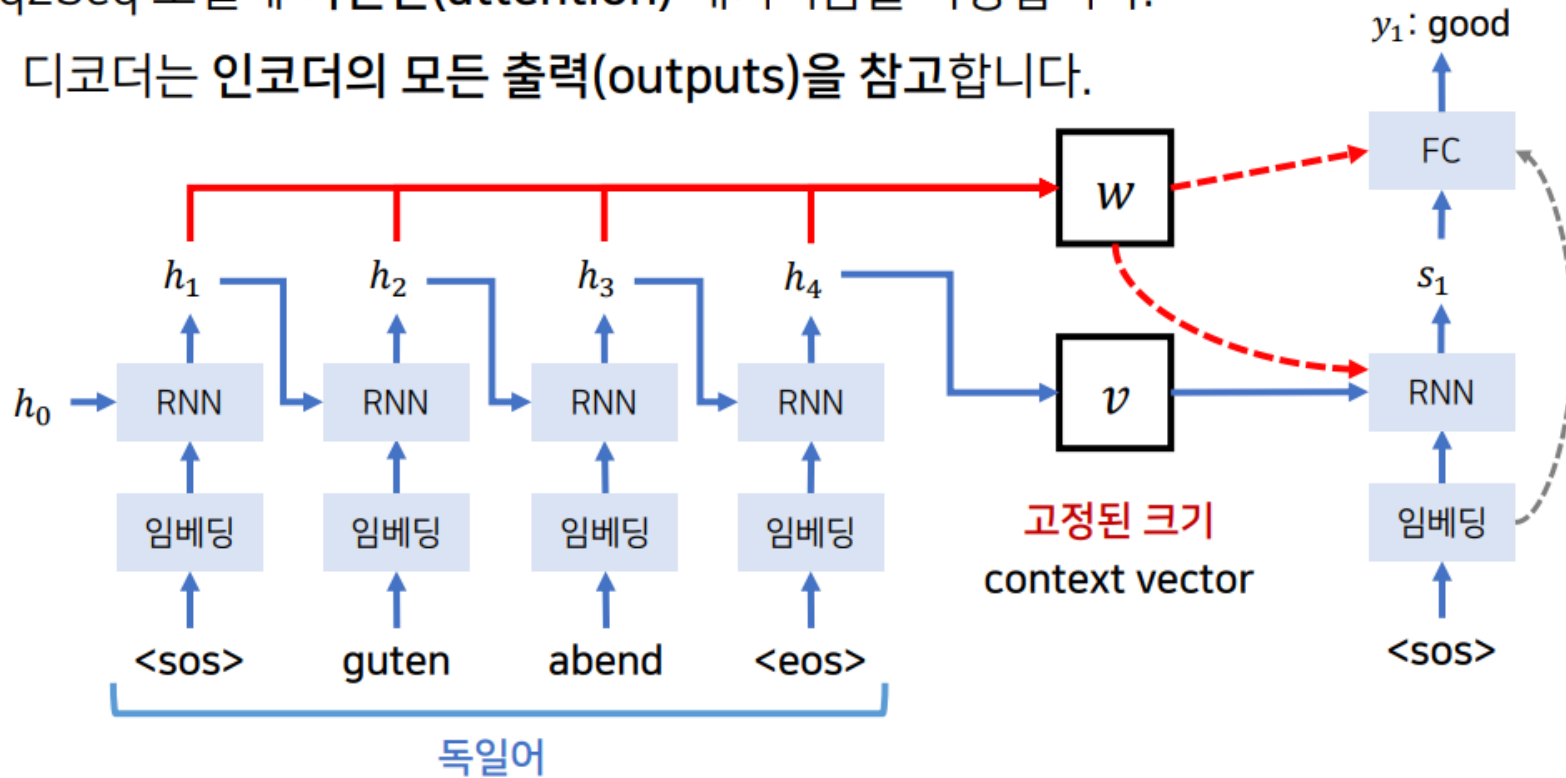 디코더는 인코더의 모든 출력(outputs)을 참고합니다.
y₁: good
FC
w
h₁ h₂ h₃ h₄ s₁
h₀ RNN RNN RNN RNN v RNN
임베딩 임베딩 임베딩 임베딩 고정된 크기 임베딩
context vector
<sos> guten abend <eos> <sos>
독일어